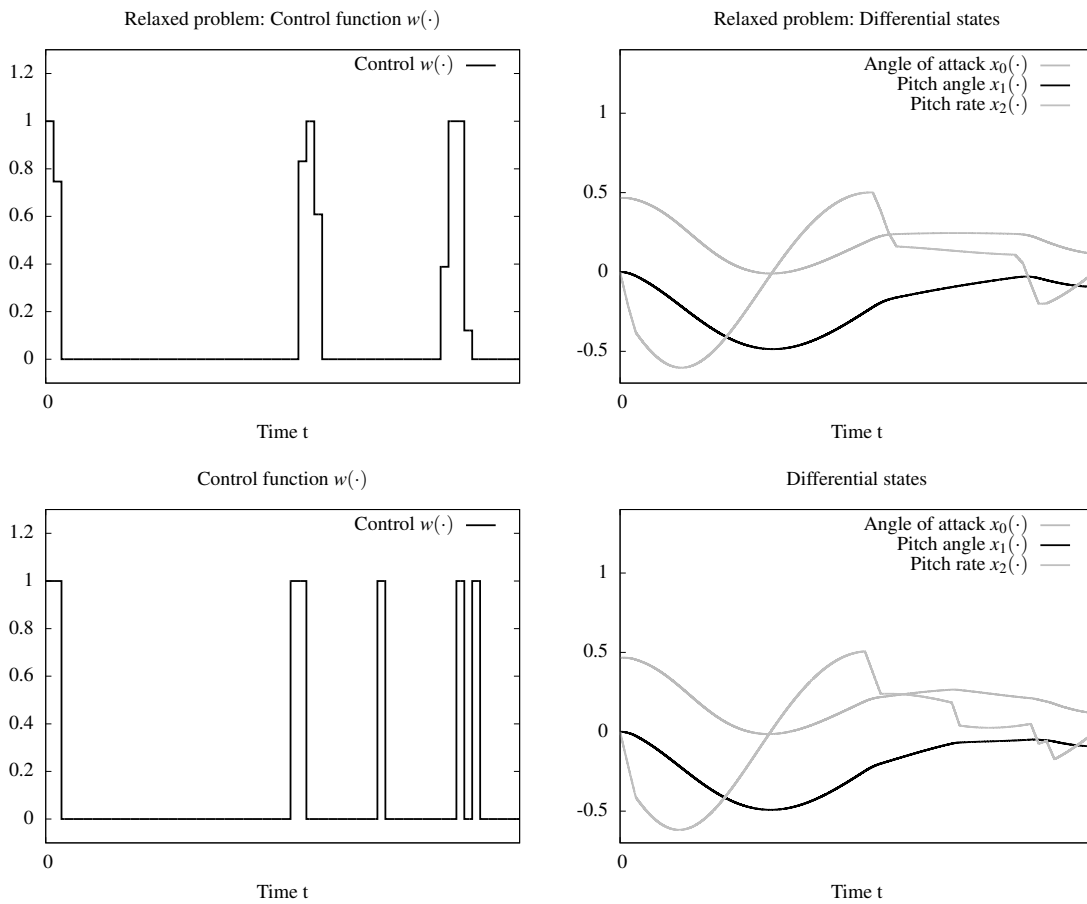 Relaxed problem: Control function w(·)
Control w(·)
1.2
1
0.8
0.6
0.4
0.2
0
0
Time t
Relaxed problem: Differential states
Angle of attack x₀(·)
Pitch angle x₁(·)
Pitch rate x₂(·)
1
0.5
0
-0.5
0
Time t
Control function w(·)
Control w(·)
1.2
1
0.8
0.6
0.4
0.2
0
0
Time t
Differential states
Angle of attack x₀(·)
Pitch angle x₁(·)
Pitch rate x₂(·)
1
0.5
0
-0.5
0
Time t